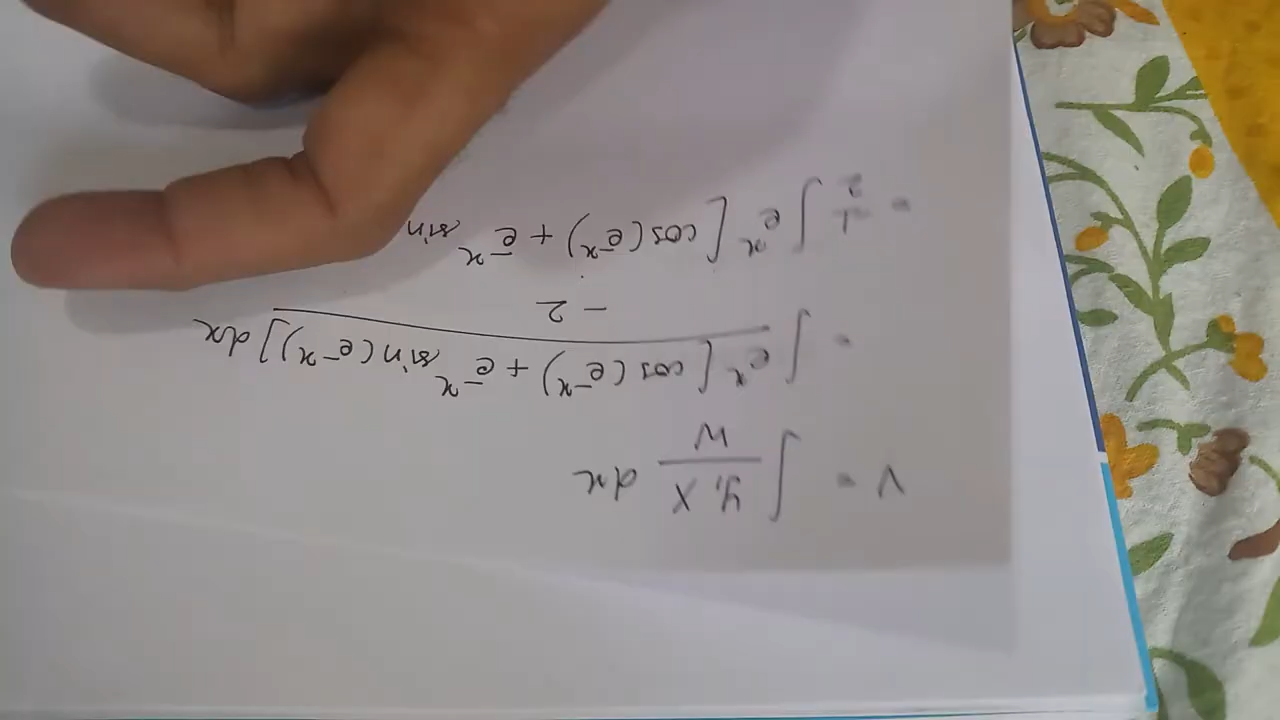 V = ∫ y₁ X / W dx
= ∫ eˣ [cos(e⁻ˣ) + e⁻ˣ sin(e⁻ˣ)] dx / -2
= -1/2 ∫ eˣ [cos(e⁻ˣ) + e⁻ˣ sin